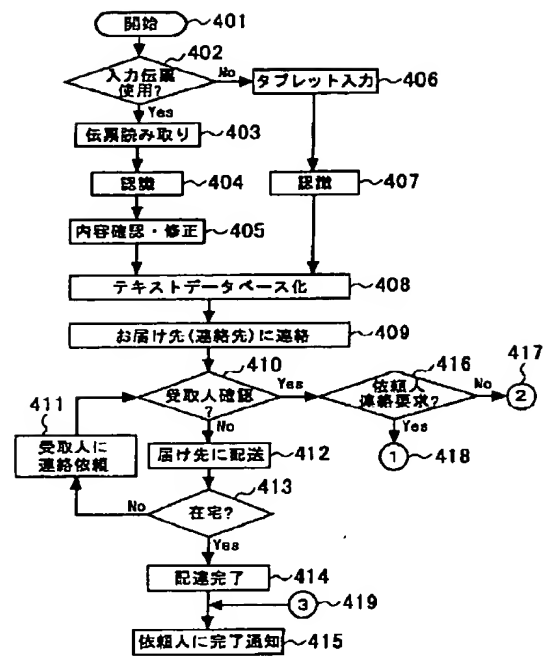 開始 401
402
入力伝票
使用?
No
タブレット入力 406
Yes
伝票読み取り 403
認識 404
認識 407
内容確認・修正 405
テキストデータベース化 408
お届け先(連絡先)に連絡 409
410
受取人確認
?
Yes
416
依頼人
連絡要求?
No
417
②
Yes
① 418
411
受取人に
連絡依頼
No
届け先に配送 412
413
在宅?
No
Yes
配達完了 414
③ 419
依頼人に完了通知 415